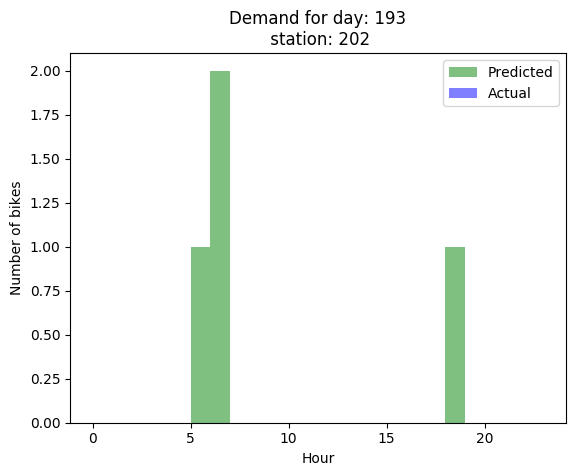 Demand for day: 193
station: 202
Predicted
Actual
Number of bikes
2.00
1.75
1.50
1.25
1.00
0.75
0.50
0.25
0.00
0 5 10 15 20
Hour